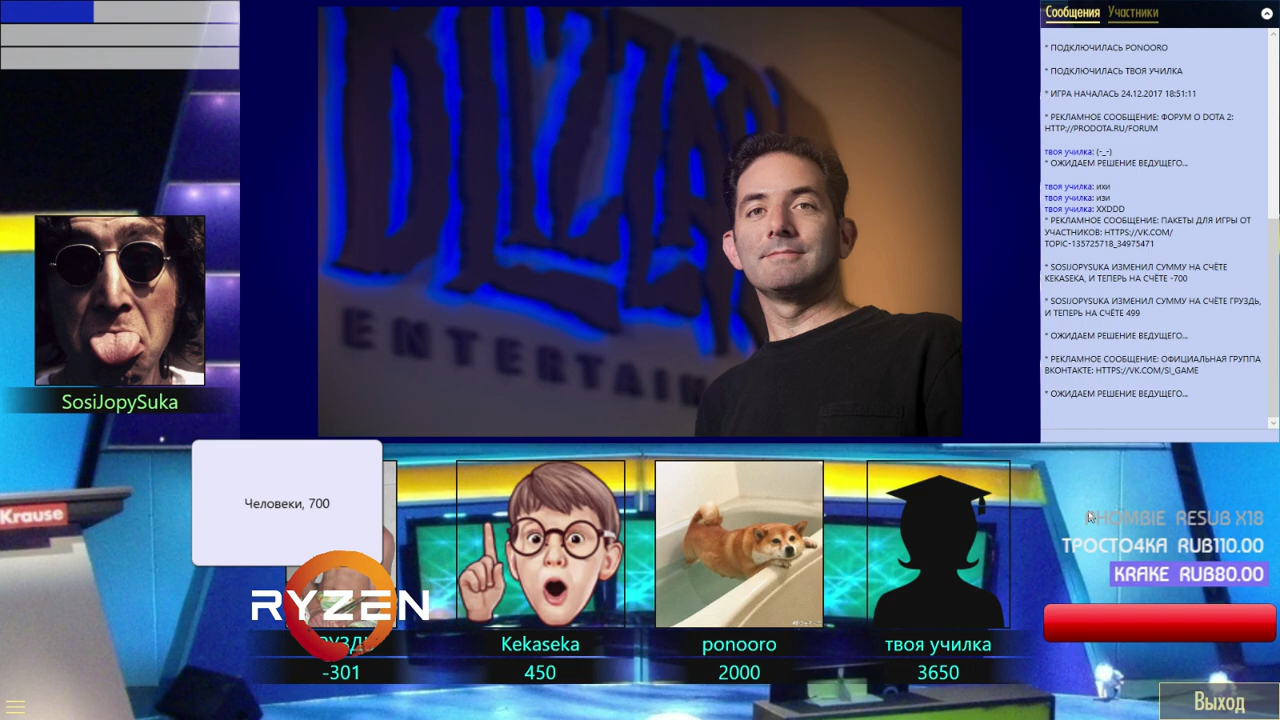 Сообщения
Участники
* ПОДКЛЮЧИЛАСЬ PONOORO
* ПОДКЛЮЧИЛАСЬ ТВОЯ УЧИЛКА
* ИГРА НАЧАЛАСЬ 24.12.2017 18:51:11
* РЕКЛАМНОЕ СООБЩЕНИЕ: ФОРУМ О DOTA 2:
HTTP://PRODOTA.RU/FORUM
твоя училка: (-_-)
* ОЖИДАЕМ РЕШЕНИЕ ВЕДУЩЕГО...
твоя училка: ихи
твоя училка: изи
твоя училка: XXDDD
* РЕКЛАМНОЕ СООБЩЕНИЕ: ПАКЕТЫ ДЛЯ ИГРЫ ОТ
УЧАСТНИКОВ: HTTPS://VK.COM/
TOPIC-135725718_34975471
* SOSIJOPYSUKA ИЗМЕНИЛ СУММУ НА СЧЁТЕ
KEKASEKA, И ТЕПЕРЬ НА СЧЁТЕ -700
* SOSIJOPYSUKA ИЗМЕНИЛ СУММУ НА СЧЁТЕ ГРУЗДЬ,
И ТЕПЕРЬ НА СЧЁТЕ 499
* ОЖИДАЕМ РЕШЕНИЕ ВЕДУЩЕГО...
* РЕКЛАМНОЕ СООБЩЕНИЕ: ОФИЦИАЛЬНАЯ ГРУППА
ВКОНТАКТЕ: HTTPS://VK.COM/SI_GAME
* ОЖИДАЕМ РЕШЕНИЕ ВЕДУЩЕГО...
SosiJopySuka
Человеки, 700
Krause
RYZEN
RESUB X18
ТРОСТО4КА RUB110.00
KRAKE RUB80.00
Kekaseka
ponooro
твоя училка
-301
450
2000
3650
Выход